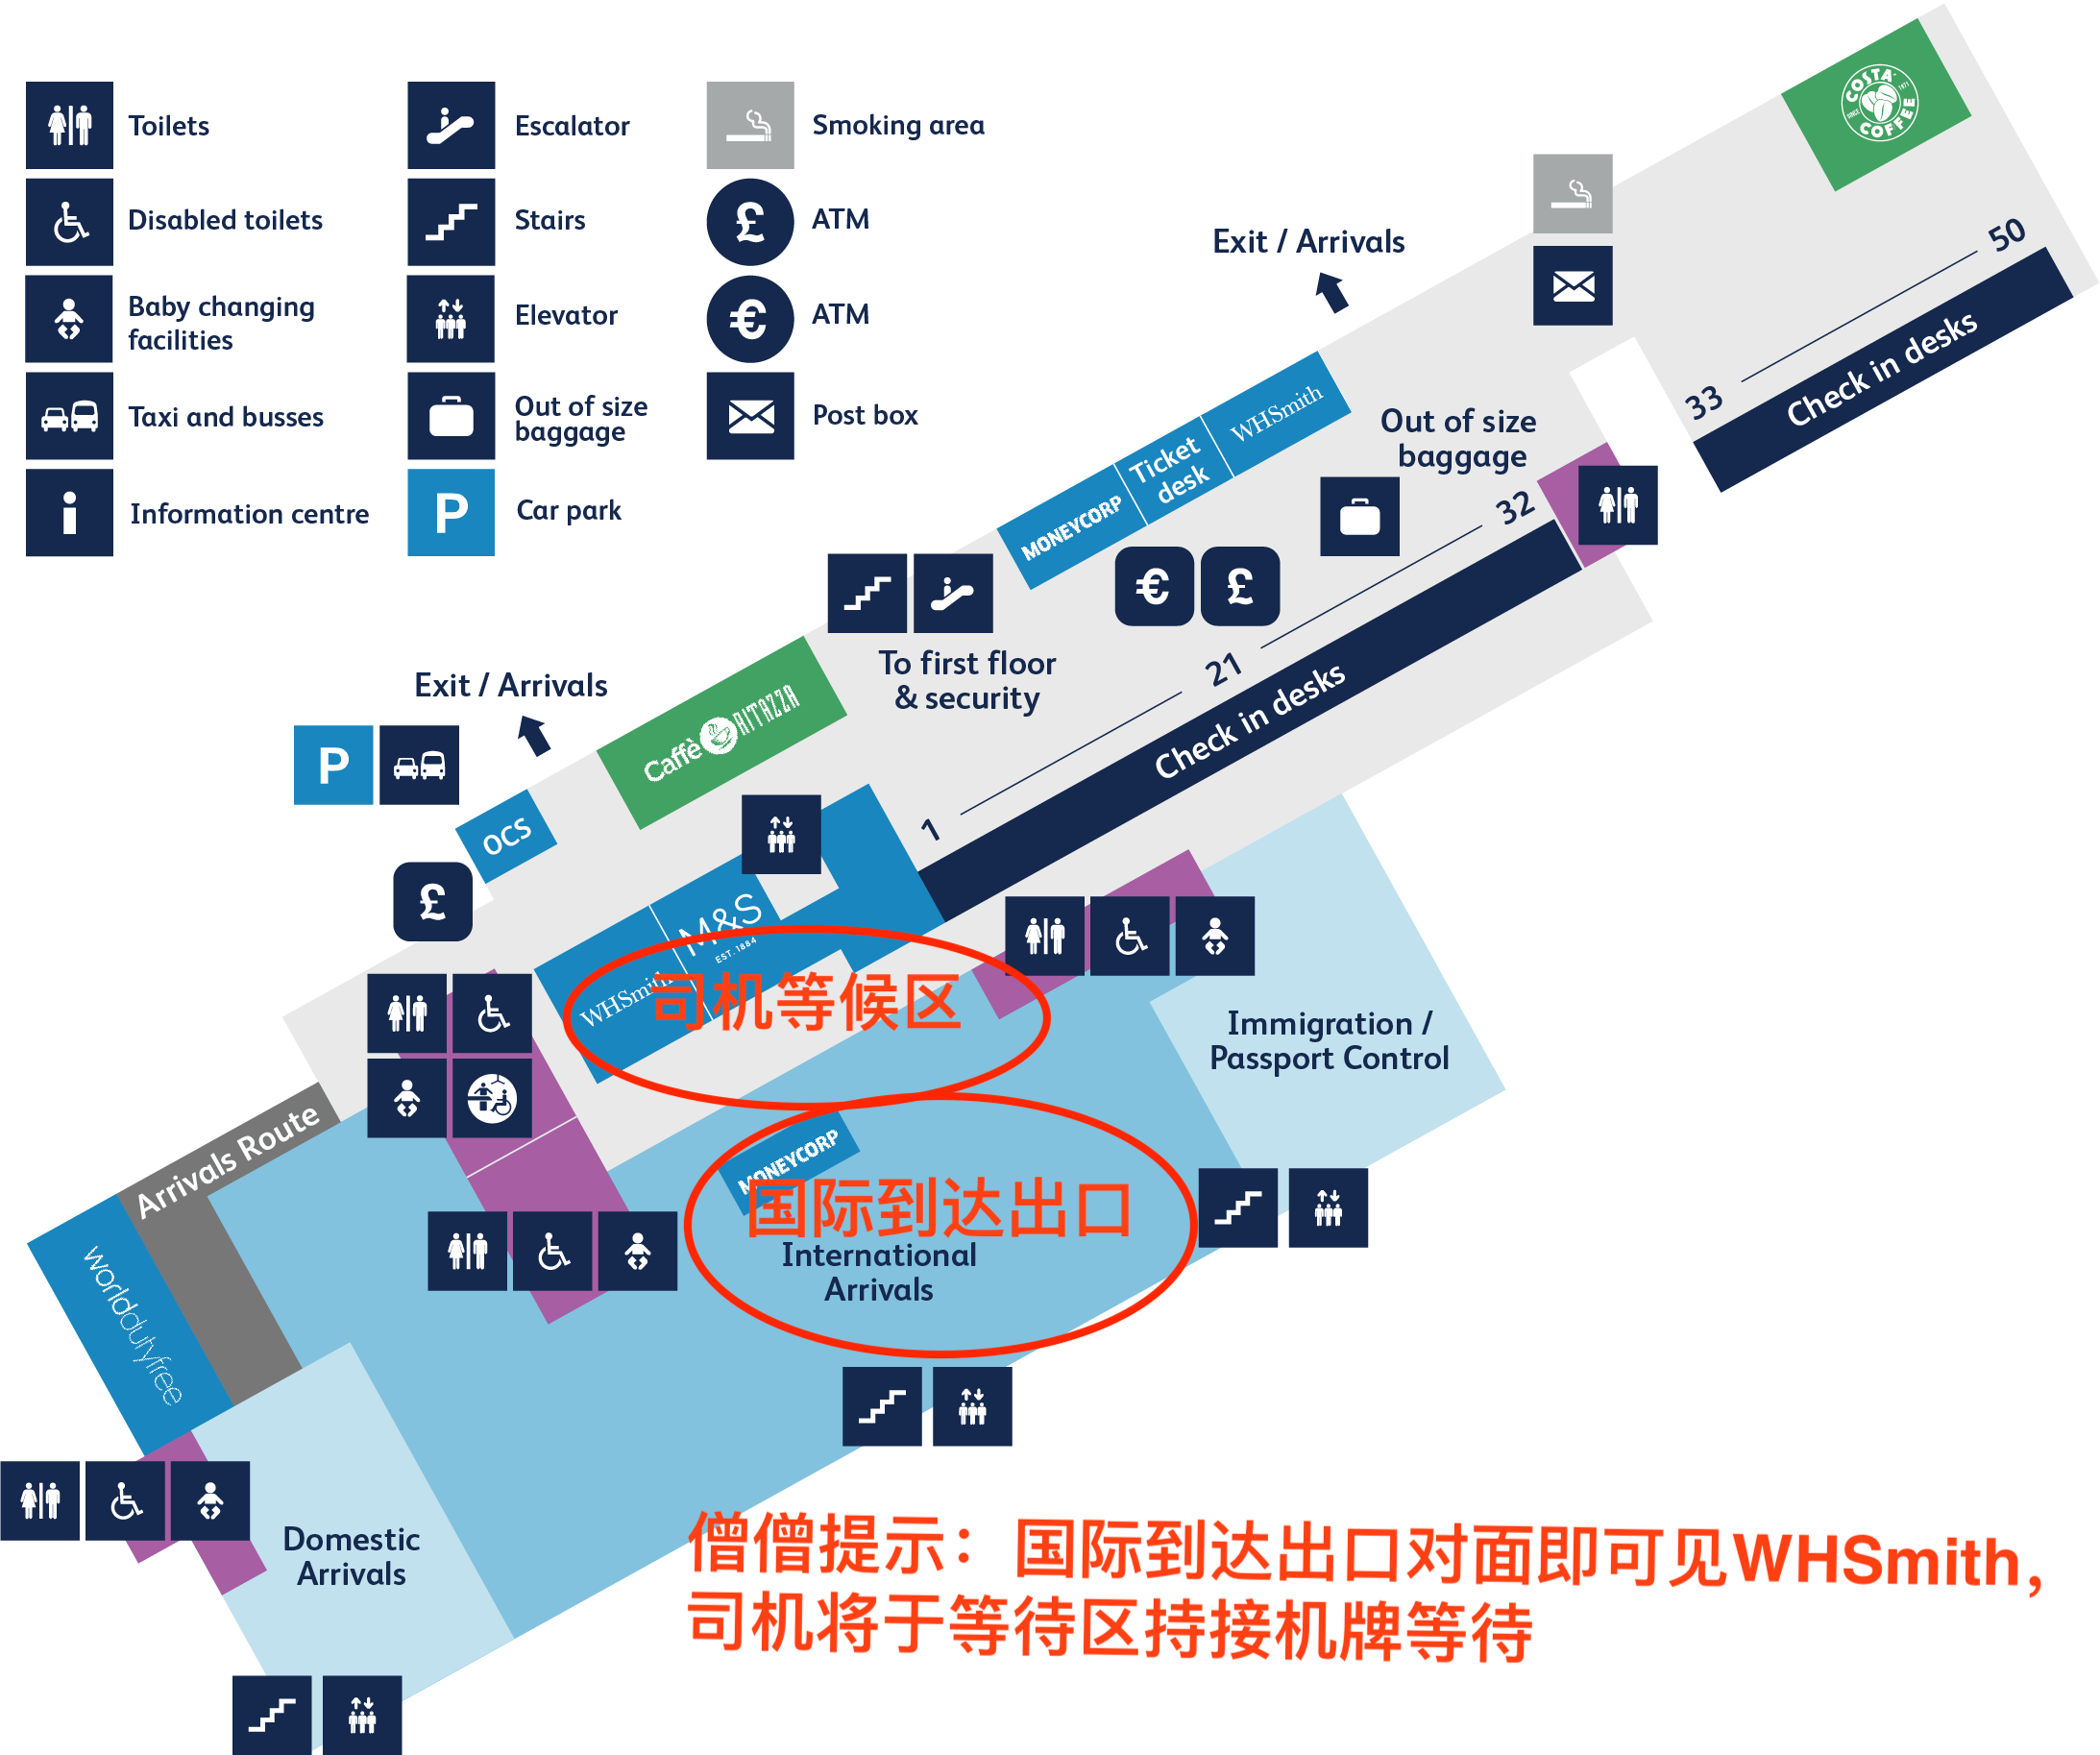 Toilets
Disabled toilets
Baby changing
facilities
Taxi and busses
Information centre
Escalator
Stairs
Elevator
Out of size
baggage
P
Car park
Smoking area
£
ATM
€
ATM
Post box
COSTA
COFFEE
SINCE 1971
Exit / Arrivals
50
33
Check in desks
WHSmith
Ticket
desk
MONEYCORP
Out of size
baggage
32
€
£
21
To first floor
& security
Check in desks
1
Exit / Arrivals
P
Caffè RITAZZA
OCS
£
M&S
EST. 1884
WHSmith
司机等候区
Immigration /
Passport Control
Arrivals Route
MONEYCORP
国际到达出口
International
Arrivals
worlddutyfree
Domestic
Arrivals
僧僧提示：国际到达出口对面即可见WHSmith，
司机将于等待区持接机牌等待